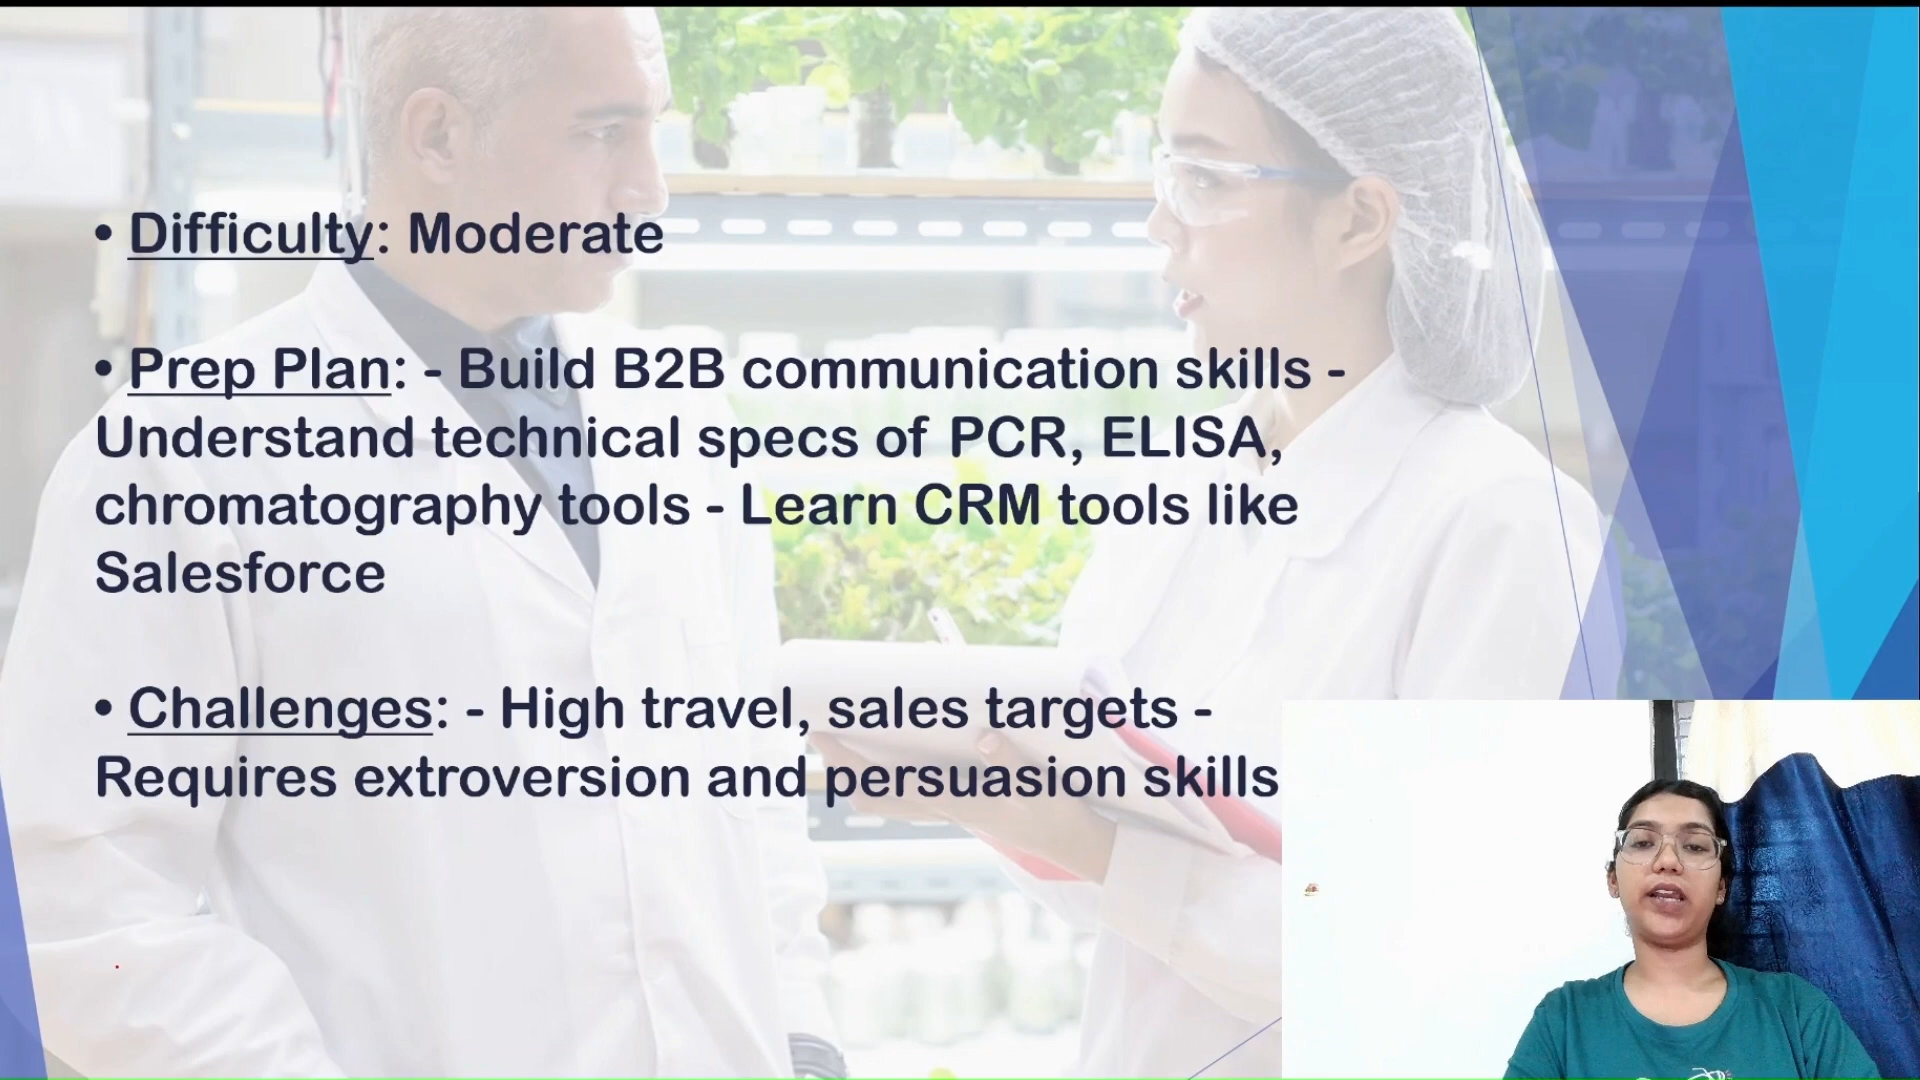 • Difficulty: Moderate
• Prep Plan: - Build B2B communication skills -
Understand technical specs of PCR, ELISA,
chromatography tools - Learn CRM tools like
Salesforce
• Challenges: - High travel, sales targets -
Requires extroversion and persuasion skills